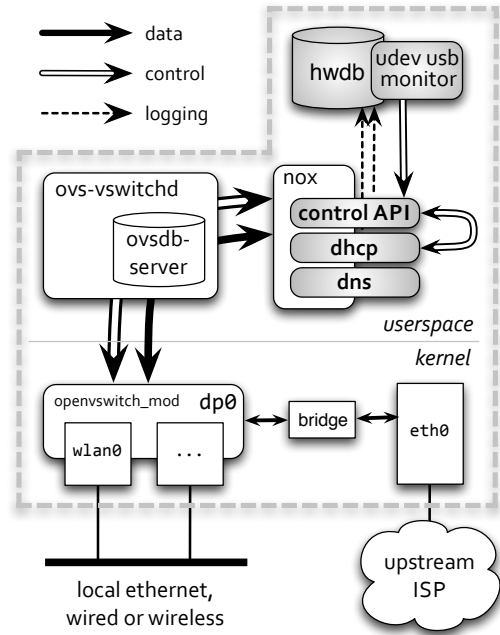 data
control
logging
hwdb
udev usb
monitor
ovs-vswitchd
ovsdb-
server
nox
control API
dhcp
dns
userspace
kernel
openvswitch_mod
dp0
wlan0
...
bridge
eth0
local ethernet,
wired or wireless
upstream
ISP